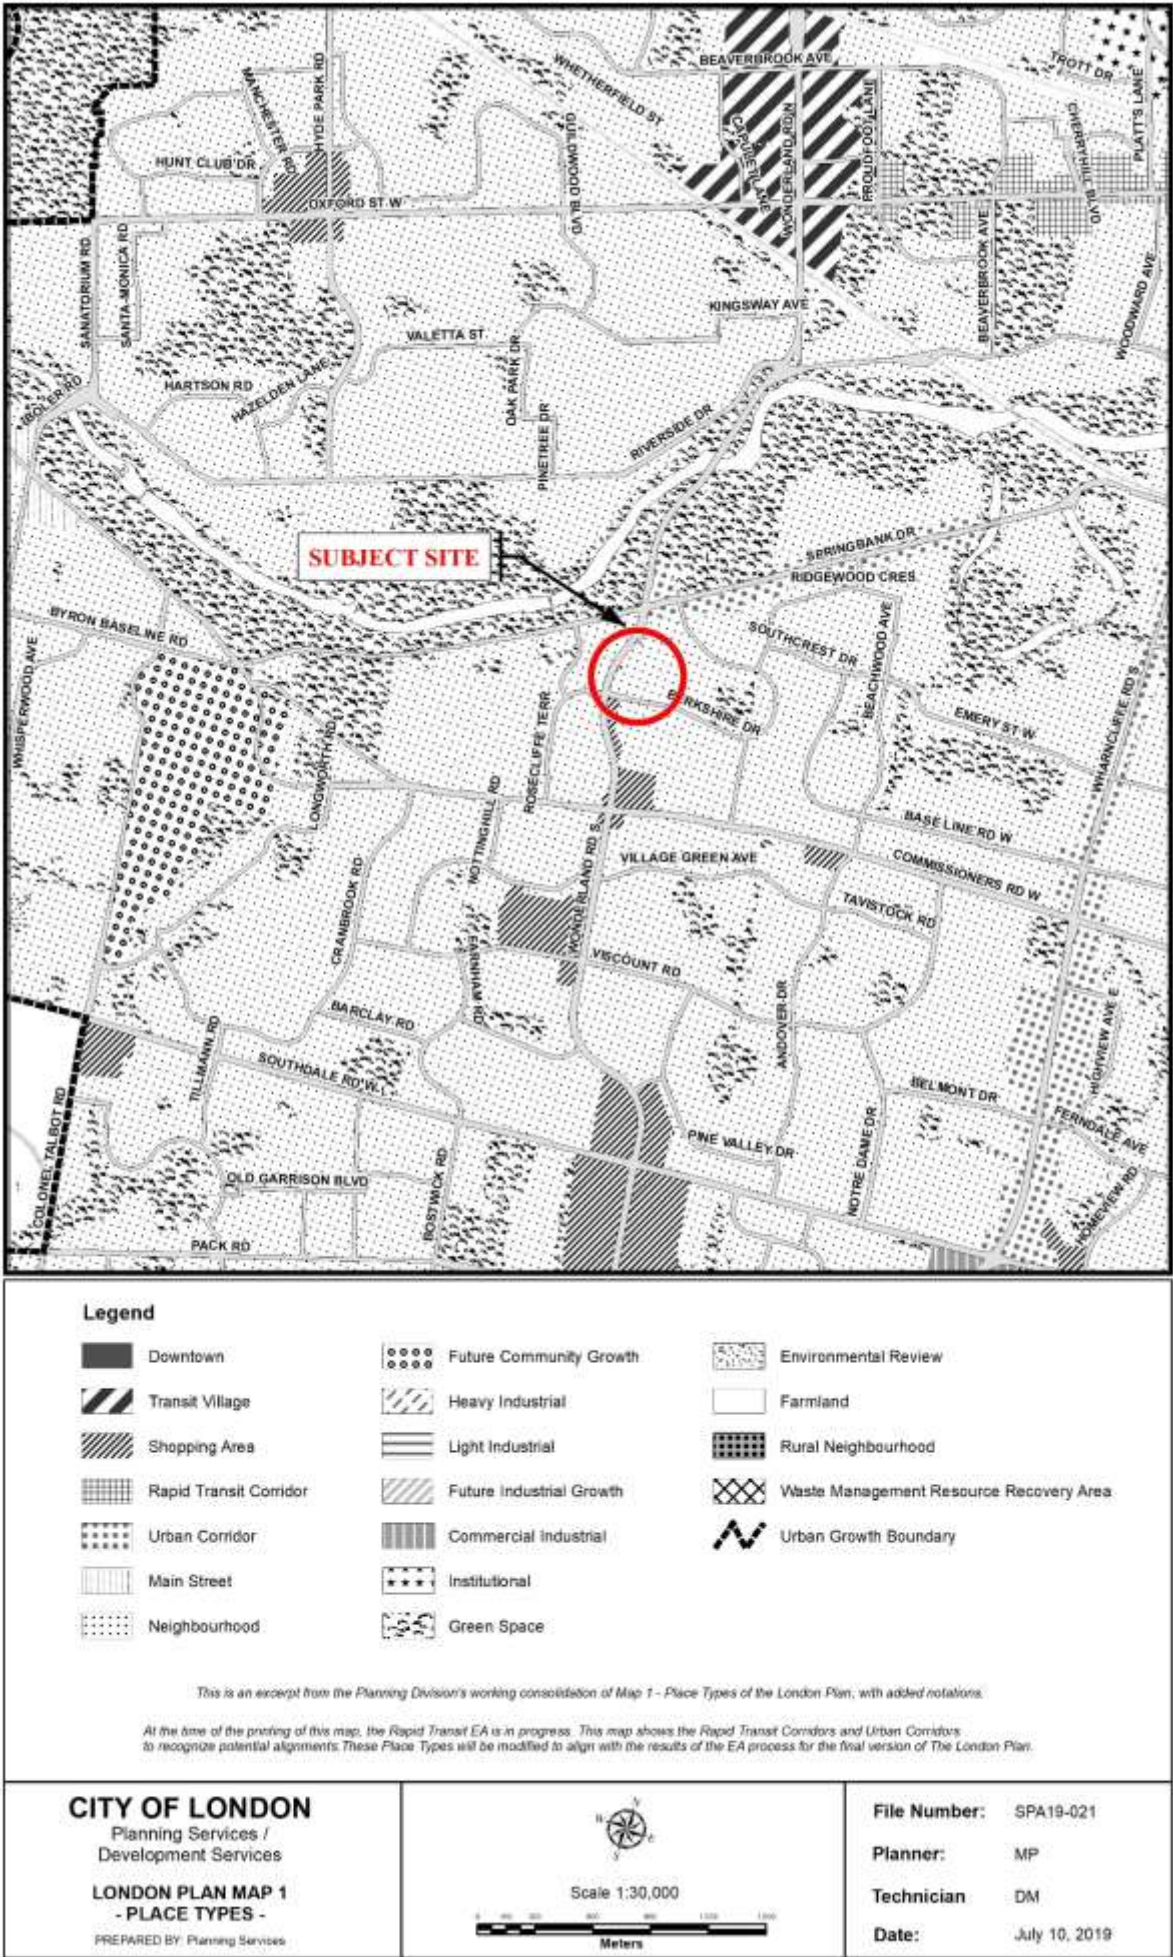 BEAVERBROOK AVE
TROTT DR
WHETHERFIELD ST
HYDE PARK RD
MANCHESTER RD
PLATT'S LANE
CHERRYHILL BLVD
PROUDFOOT LANE
CAPULET LANE
WONDERLAND RD N
GUILDWOOD BLVD
HUNT CLUB DR
OXFORD ST W
SANATORIUM RD
SANTA MONICA RD
BEAVERBROOK AVE
WOODWARD AVE
KINGSWAY AVE
VALETTA ST
OAK PARK DR
HARTSON RD
HAZELDEN LANE
BOLER RD
PINETREE DR
RIVERSIDE DR
SUBJECT SITE
SPRINGBANK DR
RIDGEWOOD CRES
BYRON BASELINE RD
SOUTHCREST DR
BEACHWOOD AVE
WHISPERWOOD AVE
BERKSHIRE DR
EMERY ST W
WHARNCLIFFE RD S
ROSECLIFFE TERR
LONGWORTH RD
NOTTINGHILL RD
BASE LINE RD W
COMMISSIONERS RD W
VILLAGE GREEN AVE
WONDERLAND RD S
CRANBROOK RD
TAVISTOCK RD
FARNHAM RD
VISCOUNT RD
ANDOVER DR
BARCLAY RD
HIGHVIEW AVE E
TILLMANN RD
SOUTHDALE RD W
BELMONT DR
FERNDALE AVE
COLONEL TALBOT RD
PINE VALLEY DR
NOTRE DAME DR
OLD GARRISON BLVD
BOSTWICK RD
HOMEVIEW RD
PACK RD
Legend
Downtown
Transit Village
Shopping Area
Rapid Transit Corridor
Urban Corridor
Main Street
Neighbourhood
Future Community Growth
Heavy Industrial
Light Industrial
Future Industrial Growth
Commercial Industrial
Institutional
Green Space
Environmental Review
Farmland
Rural Neighbourhood
Waste Management Resource Recovery Area
Urban Growth Boundary
This is an excerpt from the Planning Division's working consolidation of Map 1 - Place Types of the London Plan, with added notations.
At the time of the printing of this map, the Rapid Transit EA is in progress. This map shows the Rapid Transit Corridors and Urban Corridors
to recognize potential alignments. These Place Types will be modified to align with the results of the EA process for the final version of The London Plan.
CITY OF LONDON
Planning Services /
Development Services
LONDON PLAN MAP 1
- PLACE TYPES -
PREPARED BY: Planning Services
N
W
E
S
Scale 1:30,000
Meters
File Number: SPA19-021
Planner: MP
Technician DM
Date: July 10, 2019